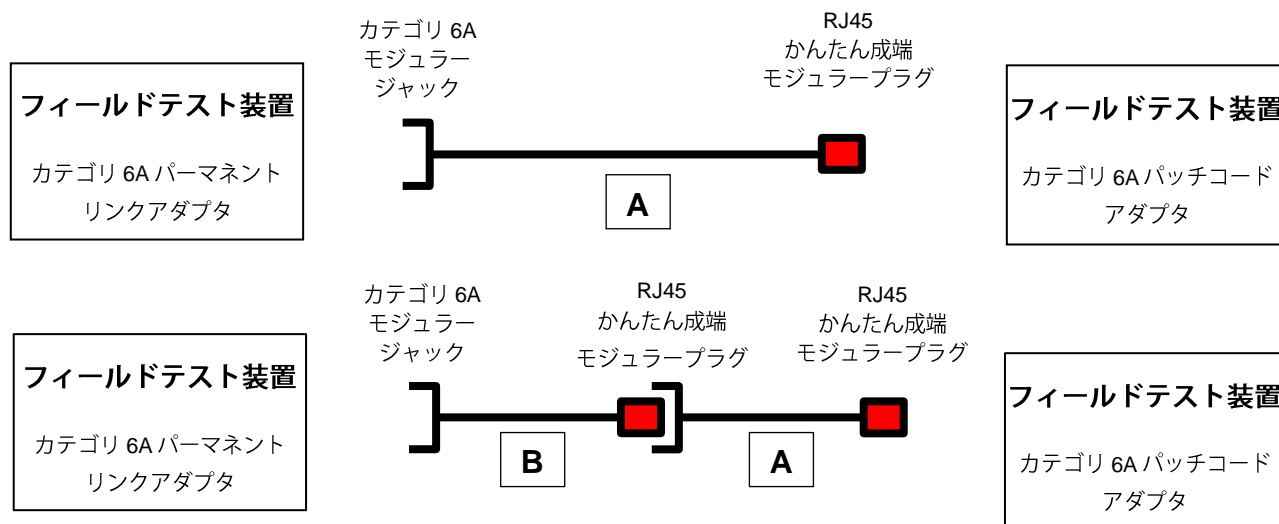 カテゴリ 6A
モジュラー
ジャック
RJ45
かんたん成端
モジュラープラグ
フィールドテスト装置
カテゴリ 6A パーマネント
リンクアダプタ
A
フィールドテスト装置
カテゴリ 6A パッチコード
アダプタ
カテゴリ 6A
モジュラー
ジャック
RJ45
かんたん成端
モジュラープラグ
RJ45
かんたん成端
モジュラープラグ
フィールドテスト装置
カテゴリ 6A パーマネント
リンクアダプタ
B
A
フィールドテスト装置
カテゴリ 6A パッチコード
アダプタ